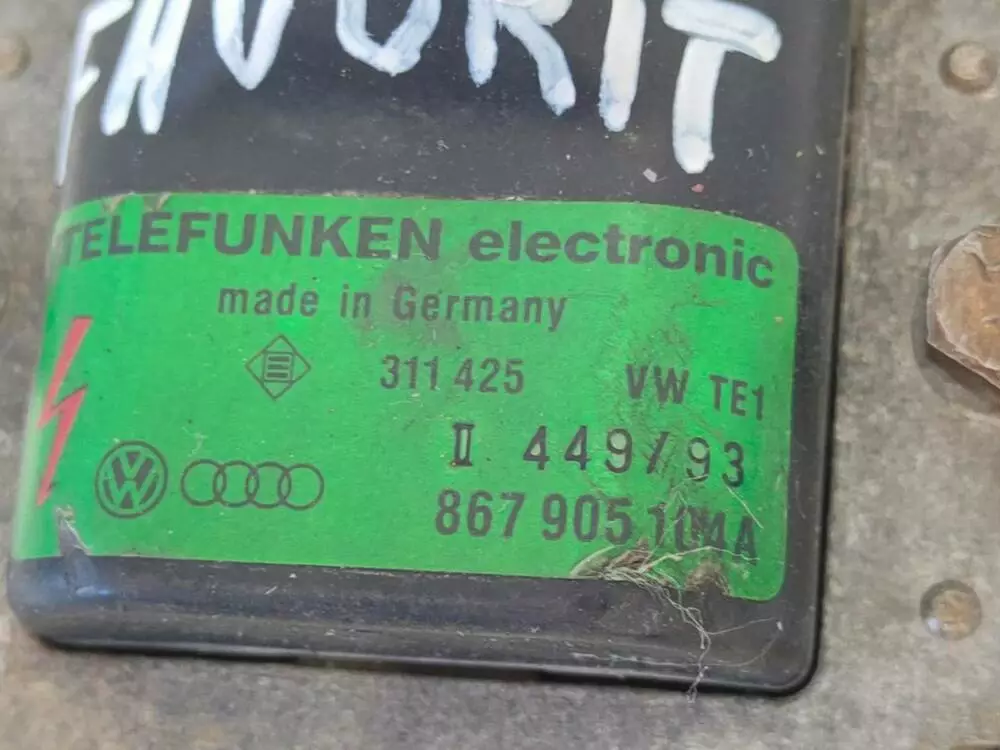 FAVORIT
TELEFUNKEN electronic
made in Germany
311 425 VW TE1
II 449/93
867 905 104A